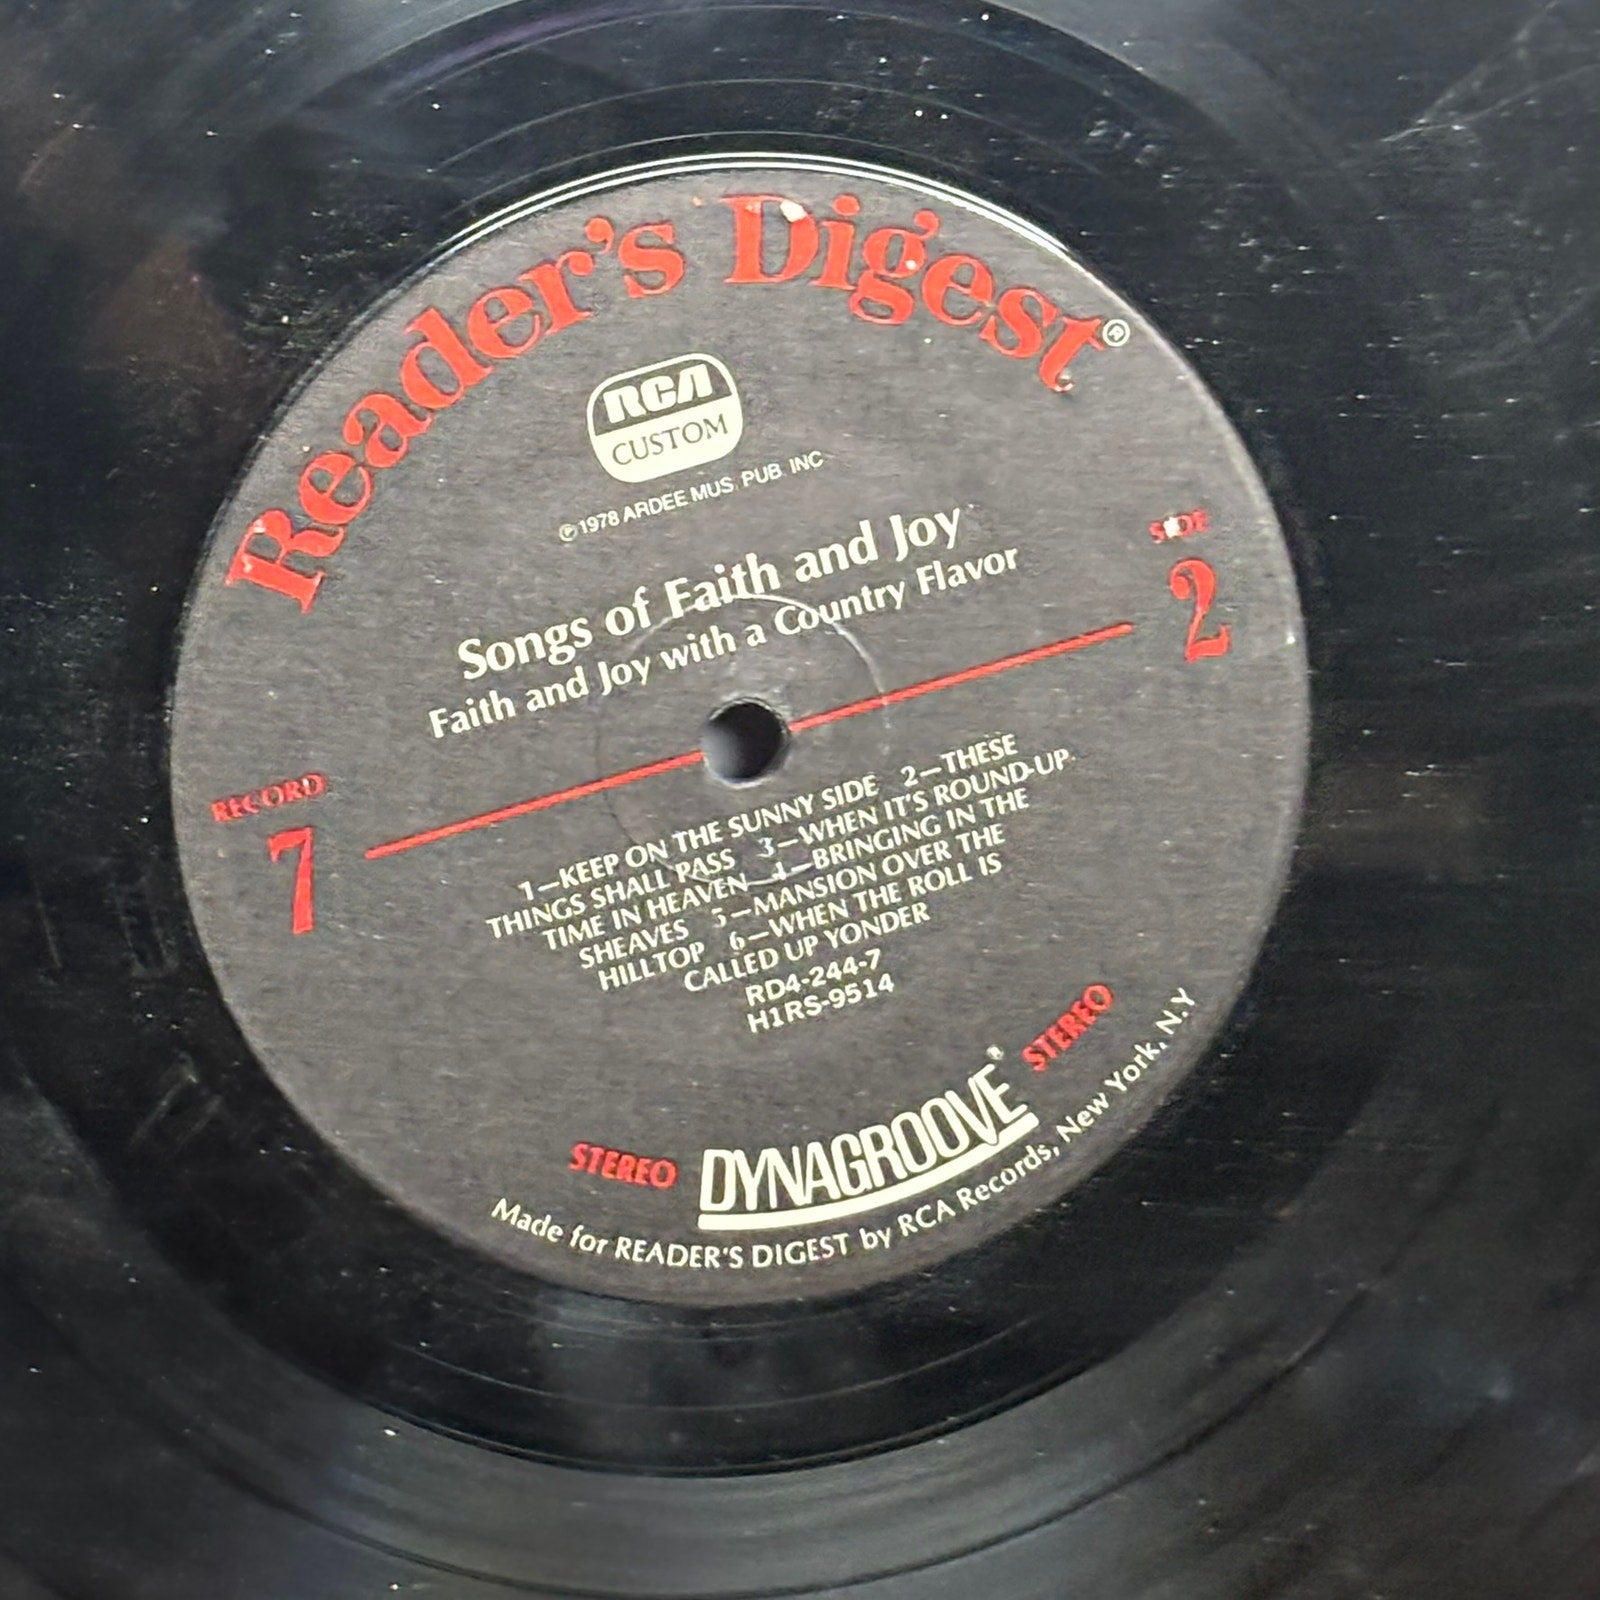 Reader's Digest®
RCA
CUSTOM
℗ 1978 ARDEE MUS. PUB. INC
Songs of Faith and Joy
Faith and Joy with a Country Flavor
SIDE
2
RECORD
7
1—KEEP ON THE SUNNY SIDE 2—THESE
THINGS SHALL PASS 3—WHEN IT'S ROUND-UP
TIME IN HEAVEN 4—BRINGING IN THE
SHEAVES 5—MANSION OVER THE
HILLTOP 6—WHEN THE ROLL IS
CALLED UP YONDER
RD4-244-7
H1RS-9514
STEREO DYNAGROOVE® STEREO
Made for READER'S DIGEST by RCA Records, New York, N.Y